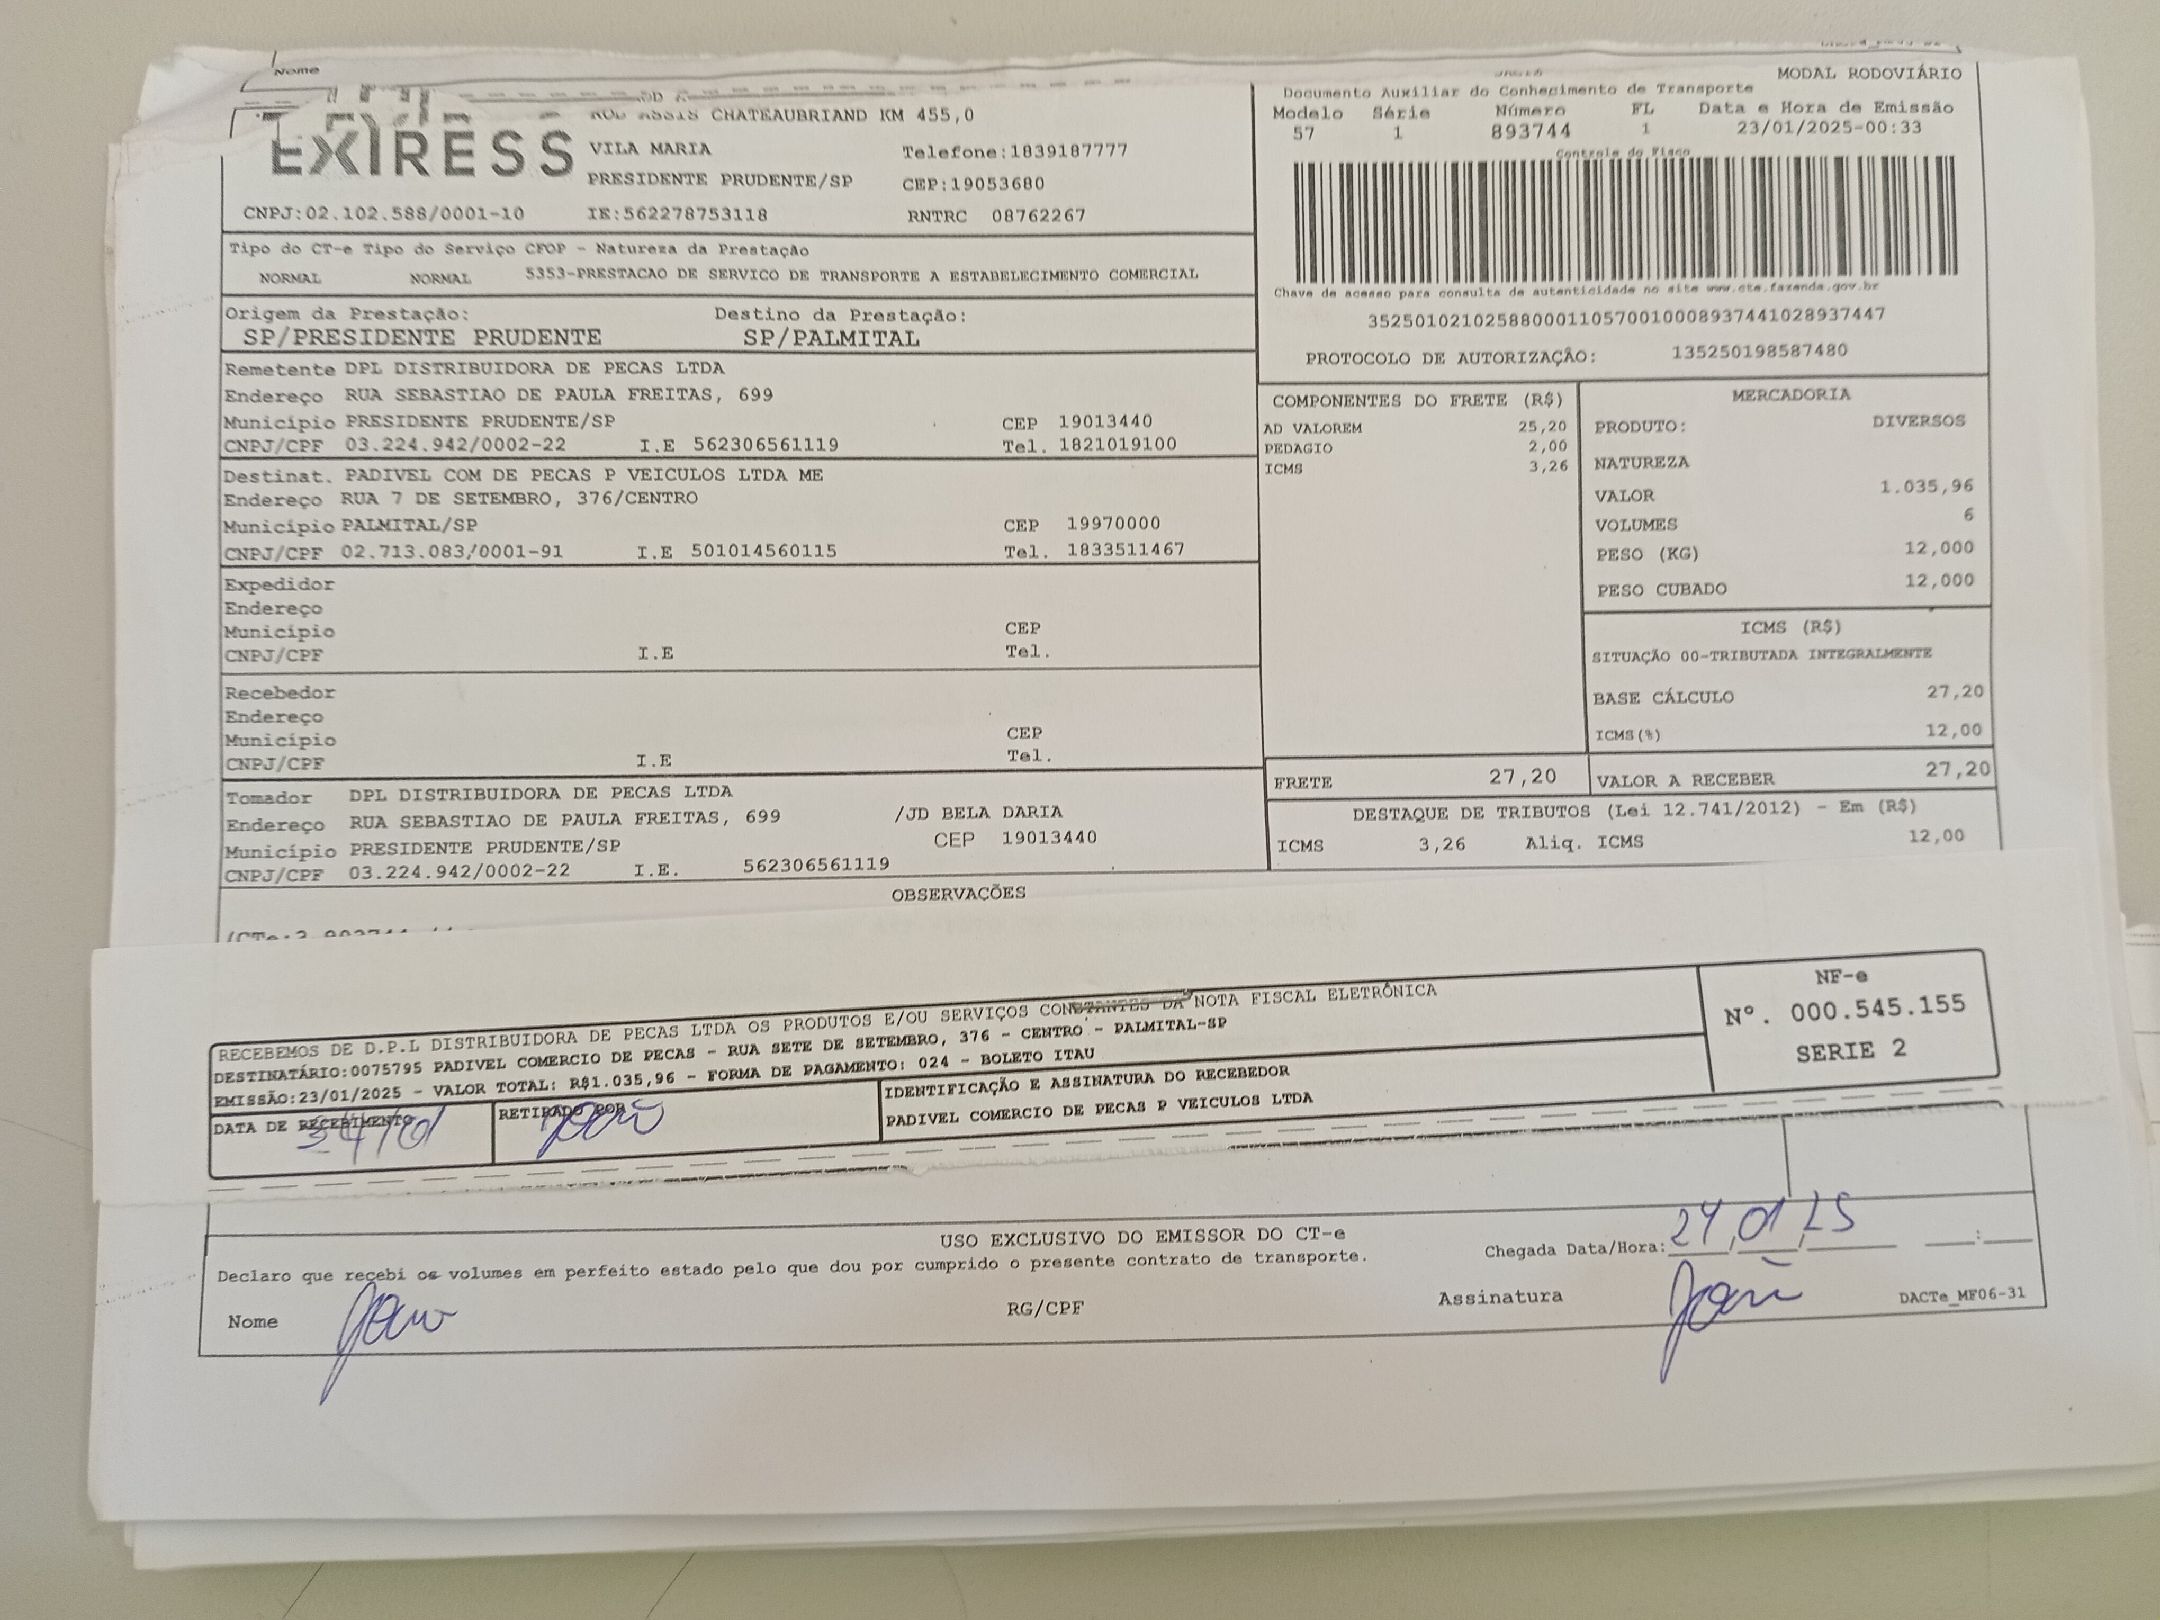 Nome
EXPRESS
ROD ASSIS CHATEAUBRIAND KM 455,0
VILA MARIA Telefone:1839187777
PRESIDENTE PRUDENTE/SP CEP:19053680
CNPJ:02.102.588/0001-10 IE:562278753118 RNTRC 08762267
MODAL RODOVIÁRIO
Documento Auxiliar do Conhecimento de Transporte
Modelo Série Número FL Data e Hora de Emissão
57 1 893744 1 23/01/2025-00:33
Controle do Fisco
Chave de acesso para consulta de autenticidade no site www.cte.fazenda.gov.br
35250102102588000110570010008937441028937447
PROTOCOLO DE AUTORIZAÇÃO: 135250198587480
Tipo do CT-e Tipo do Serviço CFOP - Natureza da Prestação
NORMAL NORMAL 5353-PRESTACAO DE SERVICO DE TRANSPORTE A ESTABELECIMENTO COMERCIAL
Origem da Prestação: Destino da Prestação:
SP/PRESIDENTE PRUDENTE SP/PALMITAL
Remetente DPL DISTRIBUIDORA DE PECAS LTDA
Endereço RUA SEBASTIAO DE PAULA FREITAS, 699
Município PRESIDENTE PRUDENTE/SP CEP 19013440
CNPJ/CPF 03.224.942/0002-22 I.E 562306561119 Tel. 1821019100
Destinat. PADIVEL COM DE PECAS P VEICULOS LTDA ME
Endereço RUA 7 DE SETEMBRO, 376/CENTRO
Município PALMITAL/SP CEP 19970000
CNPJ/CPF 02.713.083/0001-91 I.E 501014560115 Tel. 1833511467
Expedidor
Endereço
Município CEP
CNPJ/CPF I.E Tel.
Recebedor
Endereço
Município CEP
CNPJ/CPF I.E Tel.
Tomador DPL DISTRIBUIDORA DE PECAS LTDA
Endereço RUA SEBASTIAO DE PAULA FREITAS, 699 /JD BELA DARIA
Município PRESIDENTE PRUDENTE/SP CEP 19013440
CNPJ/CPF 03.224.942/0002-22 I.E. 562306561119
COMPONENTES DO FRETE (R$)
AD VALOREM 25,20
PEDAGIO 2,00
ICMS 3,26
MERCADORIA
PRODUTO: DIVERSOS
NATUREZA
VALOR 1.035,96
VOLUMES 6
PESO (KG) 12,000
PESO CUBADO 12,000
ICMS (R$)
SITUAÇÃO 00-TRIBUTADA INTEGRALMENTE
BASE CÁLCULO 27,20
ICMS(%) 12,00
FRETE 27,20 VALOR A RECEBER 27,20
DESTAQUE DE TRIBUTOS (Lei 12.741/2012) - Em (R$)
ICMS 3,26 Aliq. ICMS 12,00
OBSERVAÇÕES
RECEBEMOS DE D.P.L DISTRIBUIDORA DE PECAS LTDA OS PRODUTOS E/OU SERVIÇOS CONSTANTES DA NOTA FISCAL ELETRÔNICA
DESTINATÁRIO:0075795 PADIVEL COMERCIO DE PECAS - RUA SETE DE SETEMBRO, 376 - CENTRO - PALMITAL-SP
EMISSÃO:23/01/2025 - VALOR TOTAL: R$1.035,96 - FORMA DE PAGAMENTO: 024 - BOLETO ITAU
NF-e
Nº. 000.545.155
SERIE 2
DATA DE RECEBIMENTO RETIRADO POR IDENTIFICAÇÃO E ASSINATURA DO RECEBEDOR
João PADIVEL COMERCIO DE PECAS P VEICULOS LTDA
USO EXCLUSIVO DO EMISSOR DO CT-e
Declaro que recebi os volumes em perfeito estado pelo que dou por cumprido o presente contrato de transporte.
Chegada Data/Hora: 24/01/25 :
Nome João RG/CPF Assinatura João DACTe_MF06-31